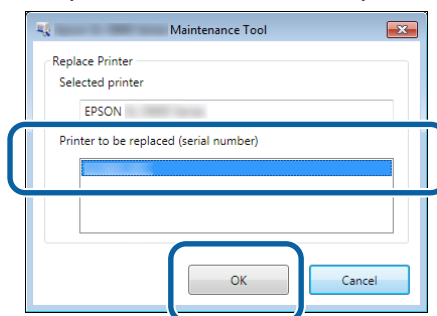 Maintenance Tool
Replace Printer
Selected printer
EPSON
Printer to be replaced (serial number)
OK
Cancel